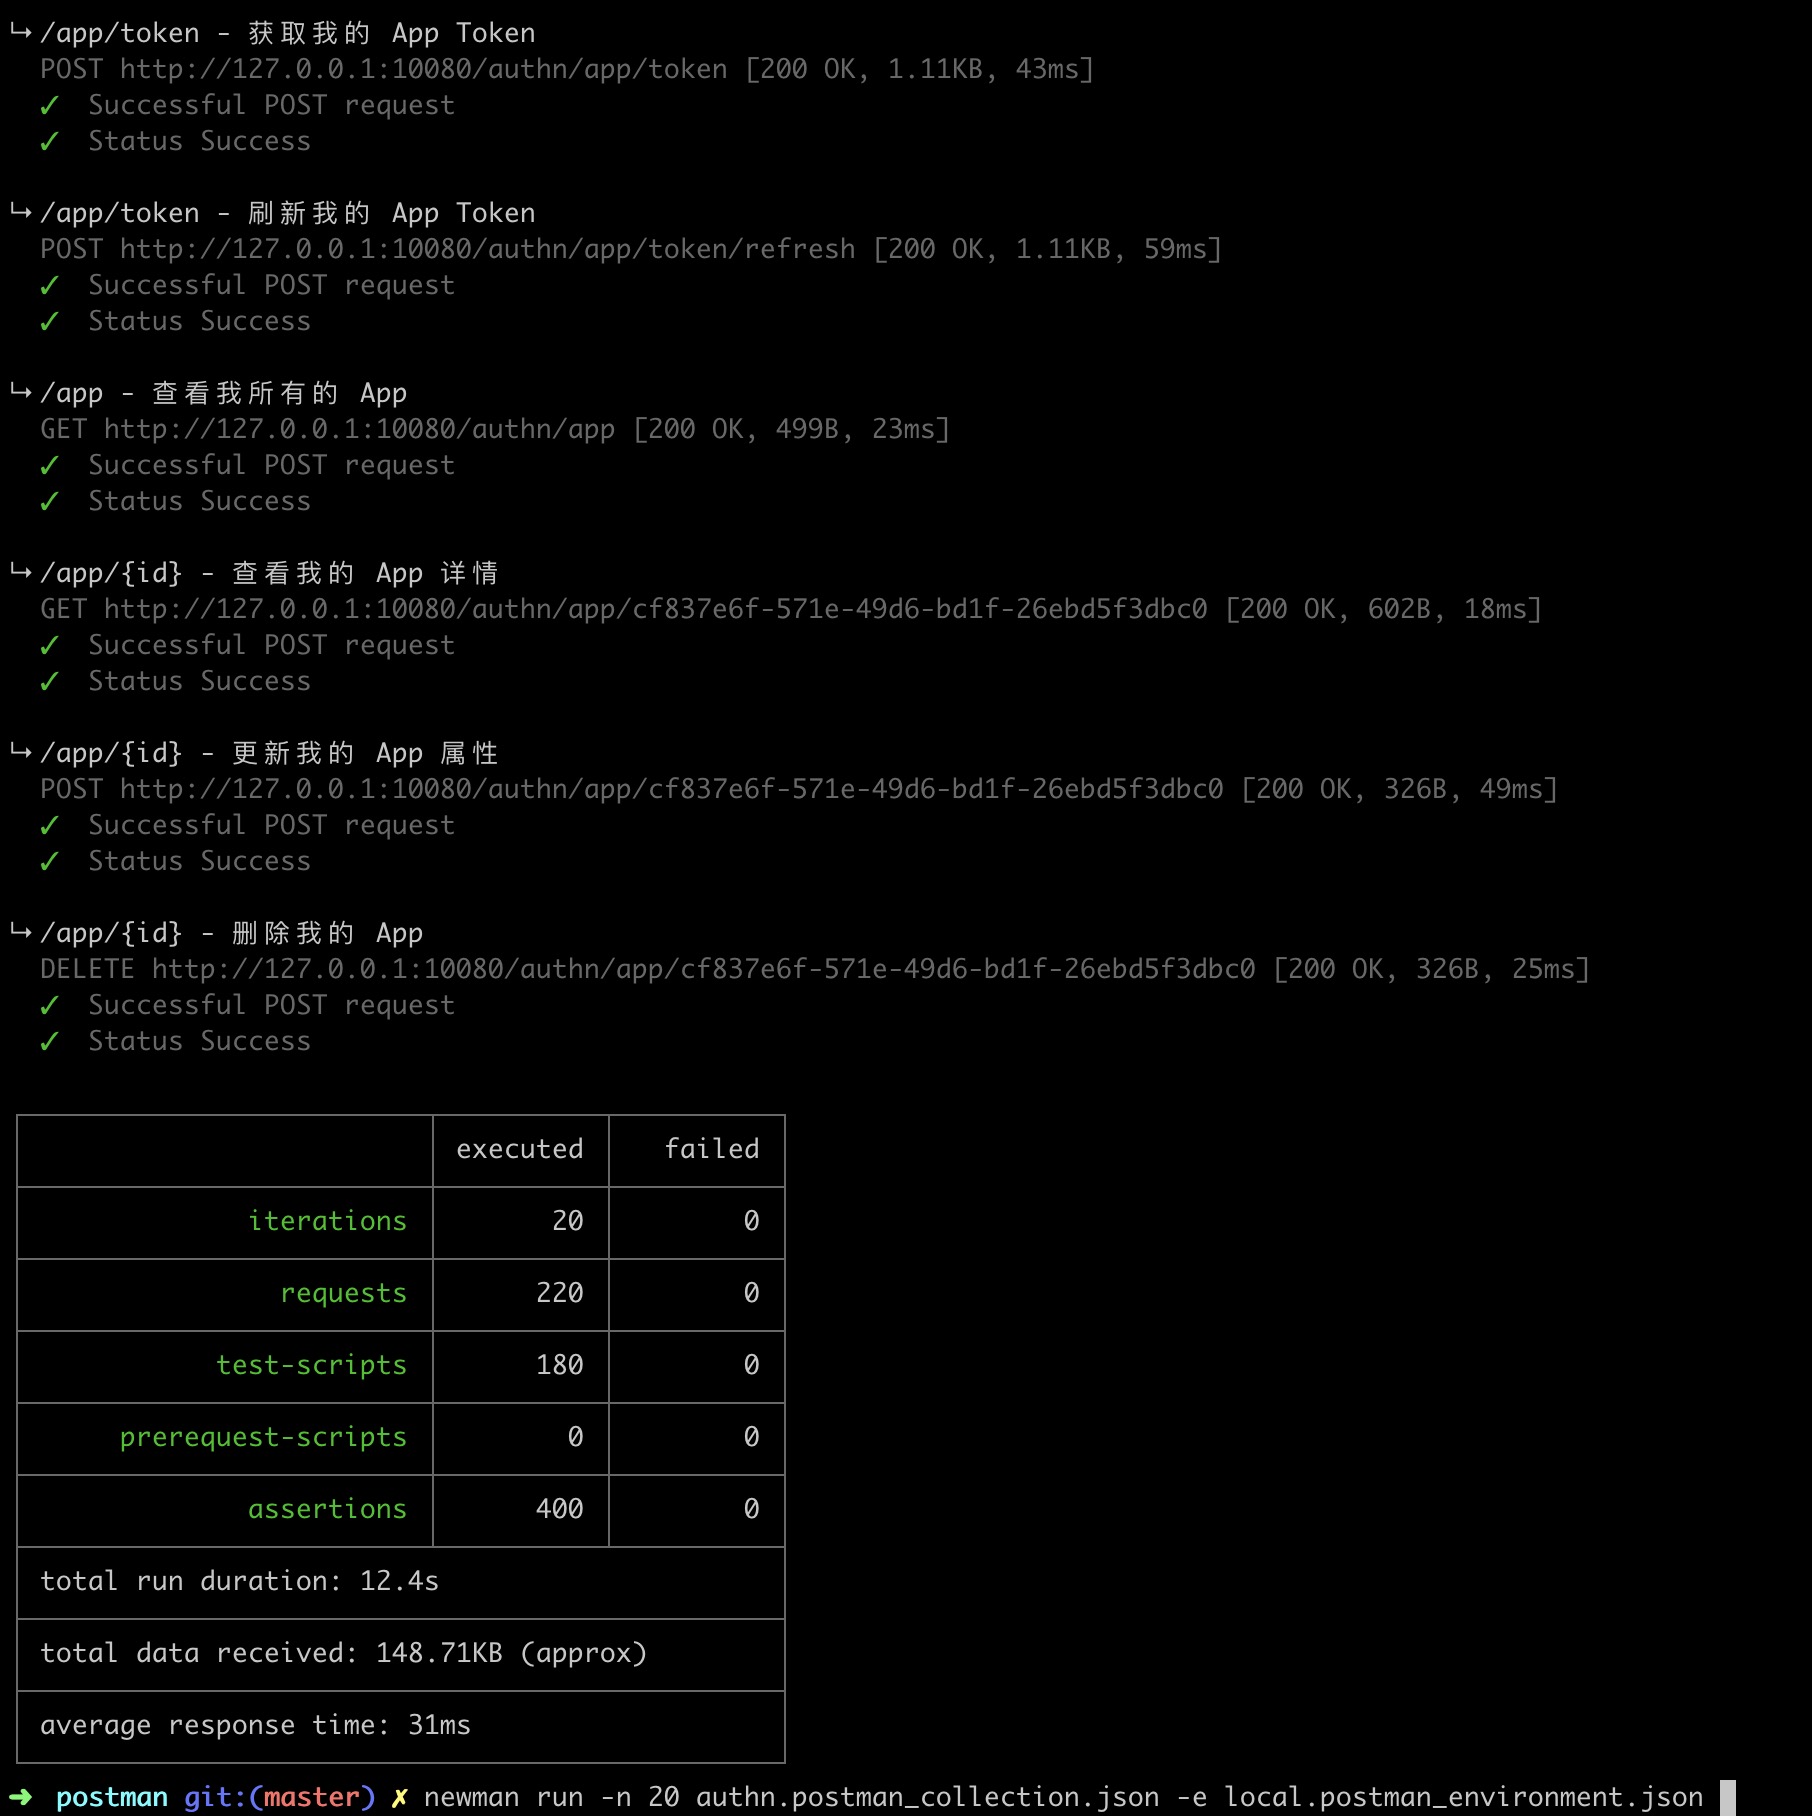 ↳ /app/token - 获取我的 App Token
POST http://127.0.0.1:10080/authn/app/token [200 OK, 1.11KB, 43ms]
✓ Successful POST request
✓ Status Success
↳ /app/token - 刷新我的 App Token
POST http://127.0.0.1:10080/authn/app/token/refresh [200 OK, 1.11KB, 59ms]
✓ Successful POST request
✓ Status Success
↳ /app - 查看我所有的 App
GET http://127.0.0.1:10080/authn/app [200 OK, 499B, 23ms]
✓ Successful POST request
✓ Status Success
↳ /app/{id} - 查看我的 App 详情
GET http://127.0.0.1:10080/authn/app/cf837e6f-571e-49d6-bd1f-26ebd5f3dbc0 [200 OK, 602B, 18ms]
✓ Successful POST request
✓ Status Success
↳ /app/{id} - 更新我的 App 属性
POST http://127.0.0.1:10080/authn/app/cf837e6f-571e-49d6-bd1f-26ebd5f3dbc0 [200 OK, 326B, 49ms]
✓ Successful POST request
✓ Status Success
↳ /app/{id} - 删除我的 App
DELETE http://127.0.0.1:10080/authn/app/cf837e6f-571e-49d6-bd1f-26ebd5f3dbc0 [200 OK, 326B, 25ms]
✓ Successful POST request
✓ Status Success
executed failed
iterations 20 0
requests 220 0
test-scripts 180 0
prerequest-scripts 0 0
assertions 400 0
total run duration: 12.4s
total data received: 148.71KB (approx)
average response time: 31ms
➜ postman git:(master) ✗ newman run -n 20 authn.postman_collection.json -e local.postman_environment.json